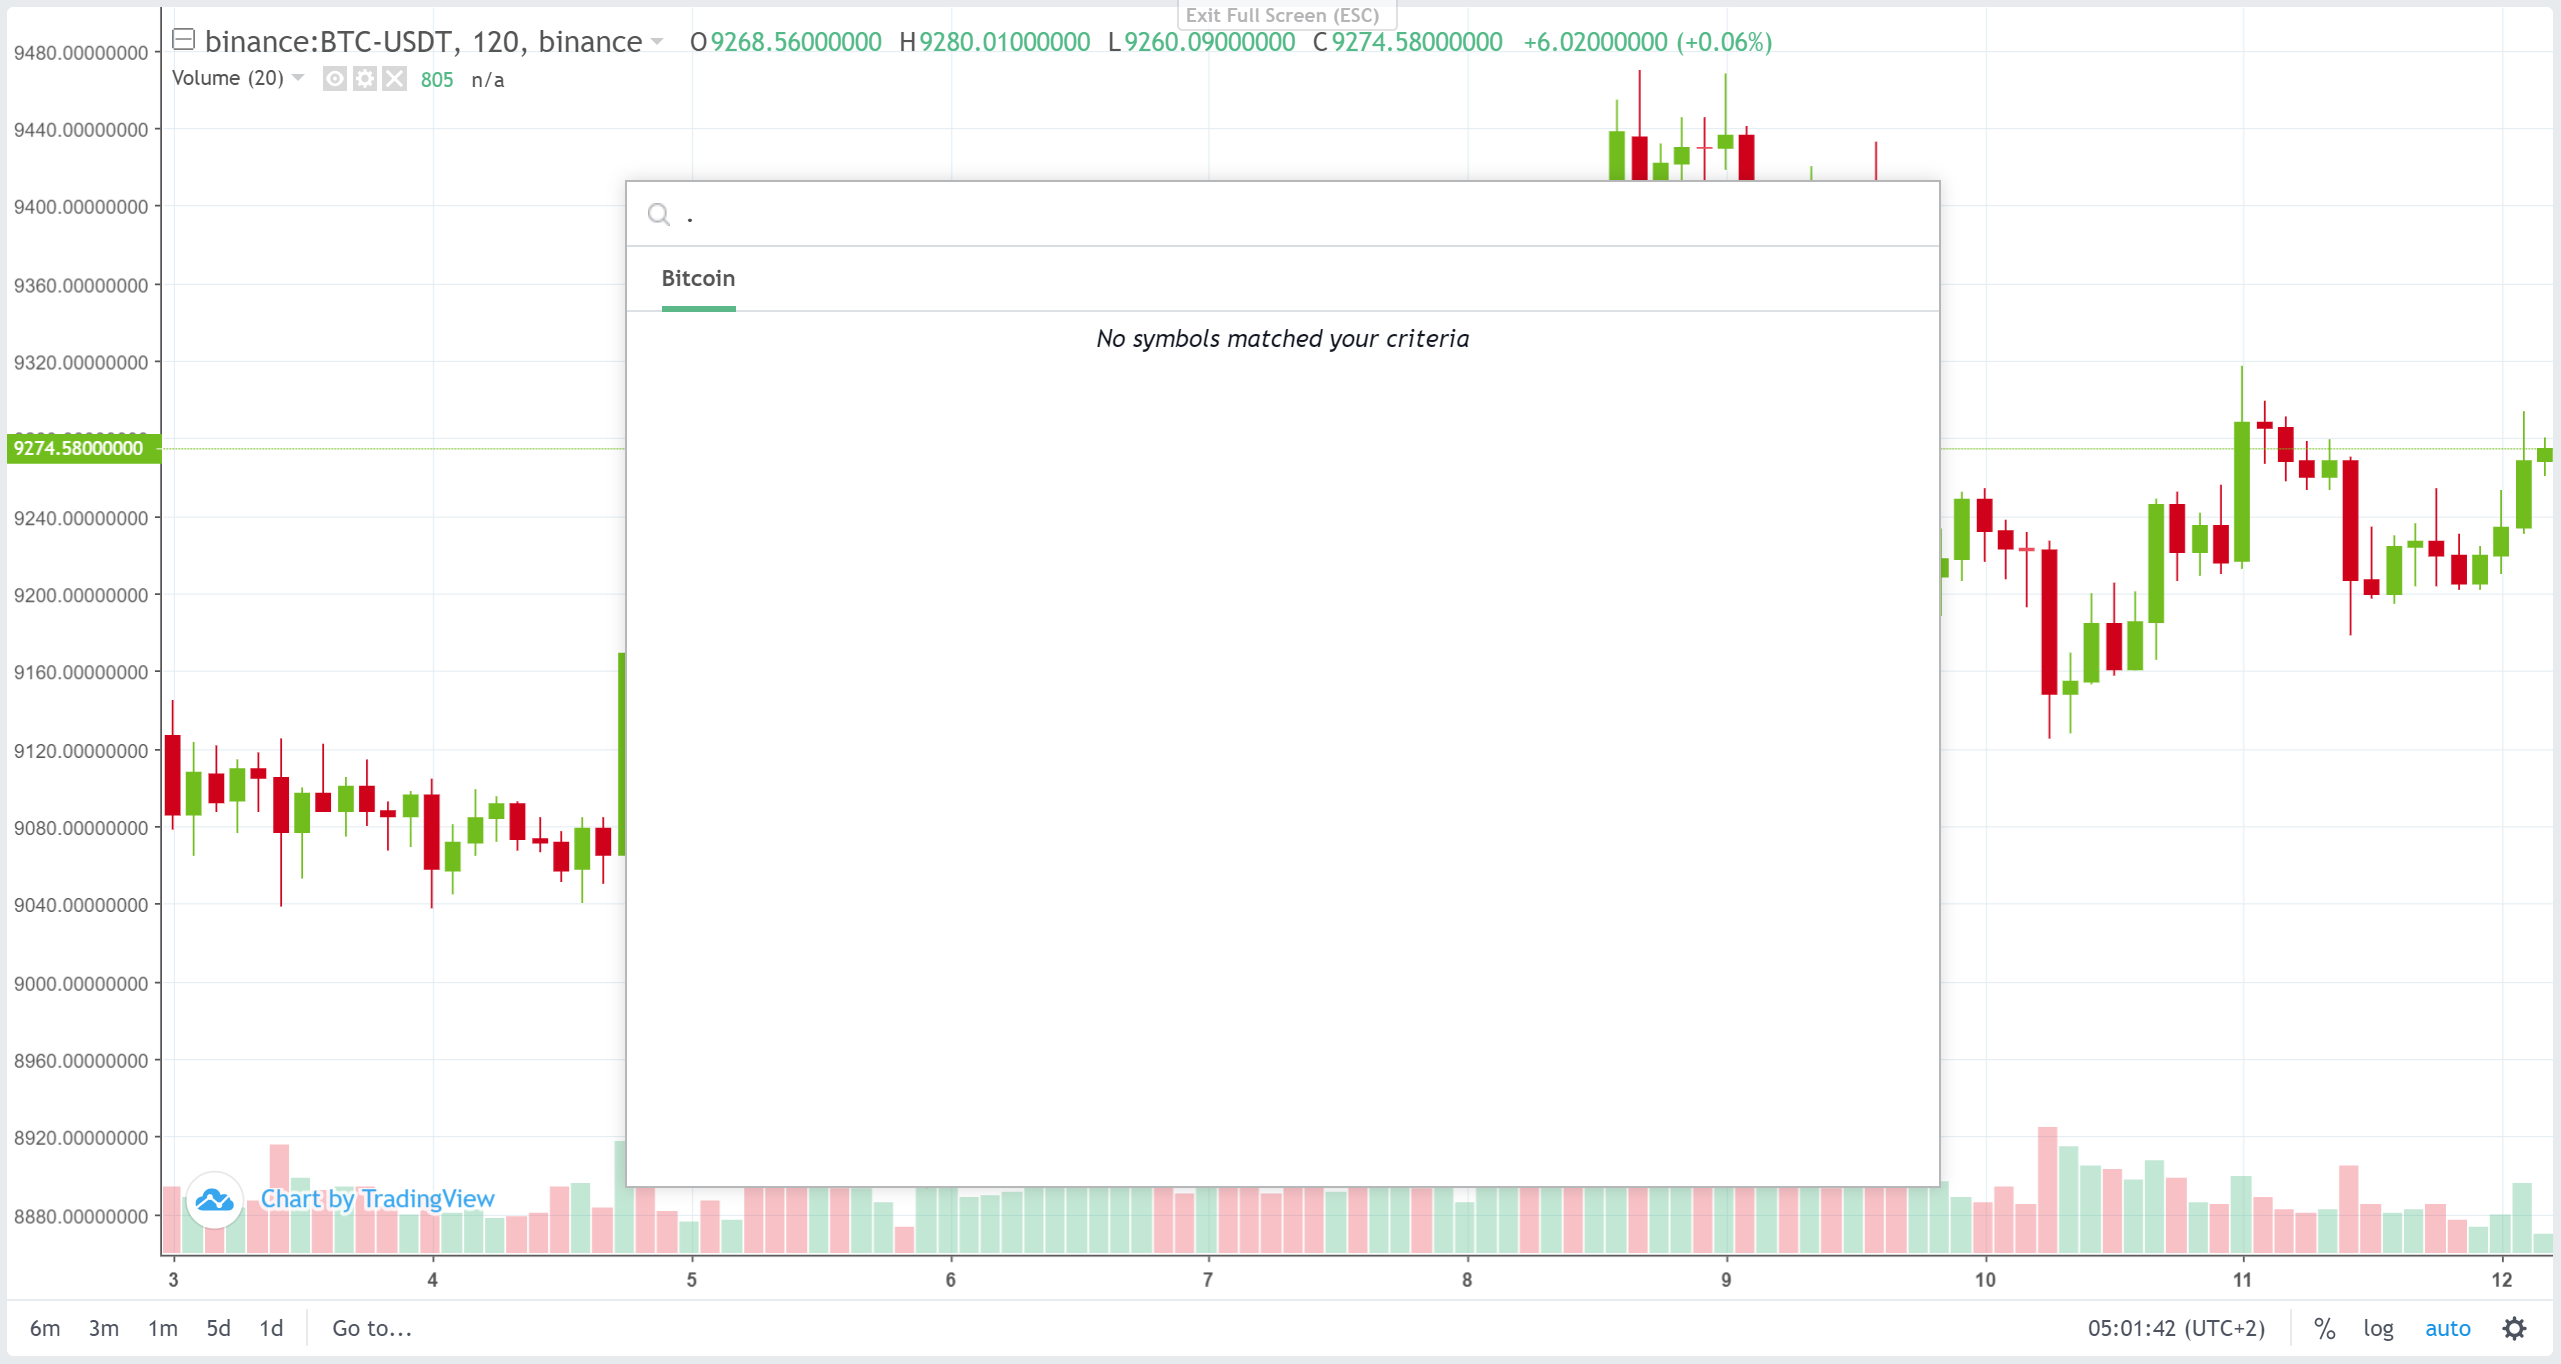 Exit Full Screen (ESC)
binance:BTC-USDT, 120, binance O9268.56000000 H9280.01000000 L9260.09000000 C9274.58000000 +6.02000000 (+0.06%)
Volume (20) 805 n/a
9480.00000000
9440.00000000
9400.00000000
9360.00000000
9320.00000000
9274.58000000
9240.00000000
9200.00000000
9160.00000000
9120.00000000
9080.00000000
9040.00000000
9000.00000000
8960.00000000
8920.00000000
8880.00000000
.
Bitcoin
No symbols matched your criteria
Chart by TradingView
3 4 5 6 7 8 9 10 11 12
6m 3m 1m 5d 1d Go to... 05:01:42 (UTC+2) % log auto